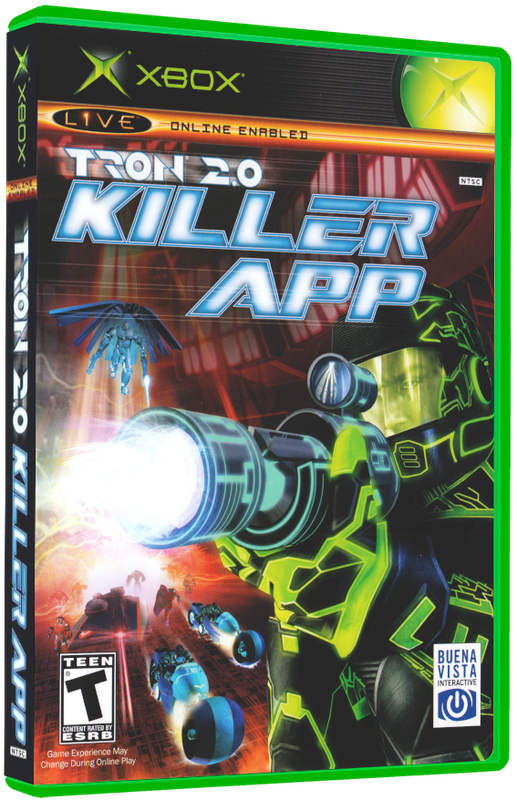 XBOX
LIVE ONLINE ENABLED
NTSC
TRON 2.0
KILLER
APP
TEEN
T
CONTENT RATED BY
ESRB
Game Experience May
Change During Online Play
BUENA
VISTA
INTERACTIVE
XBOX
TRON 2.0 KILLER APP
NTSC